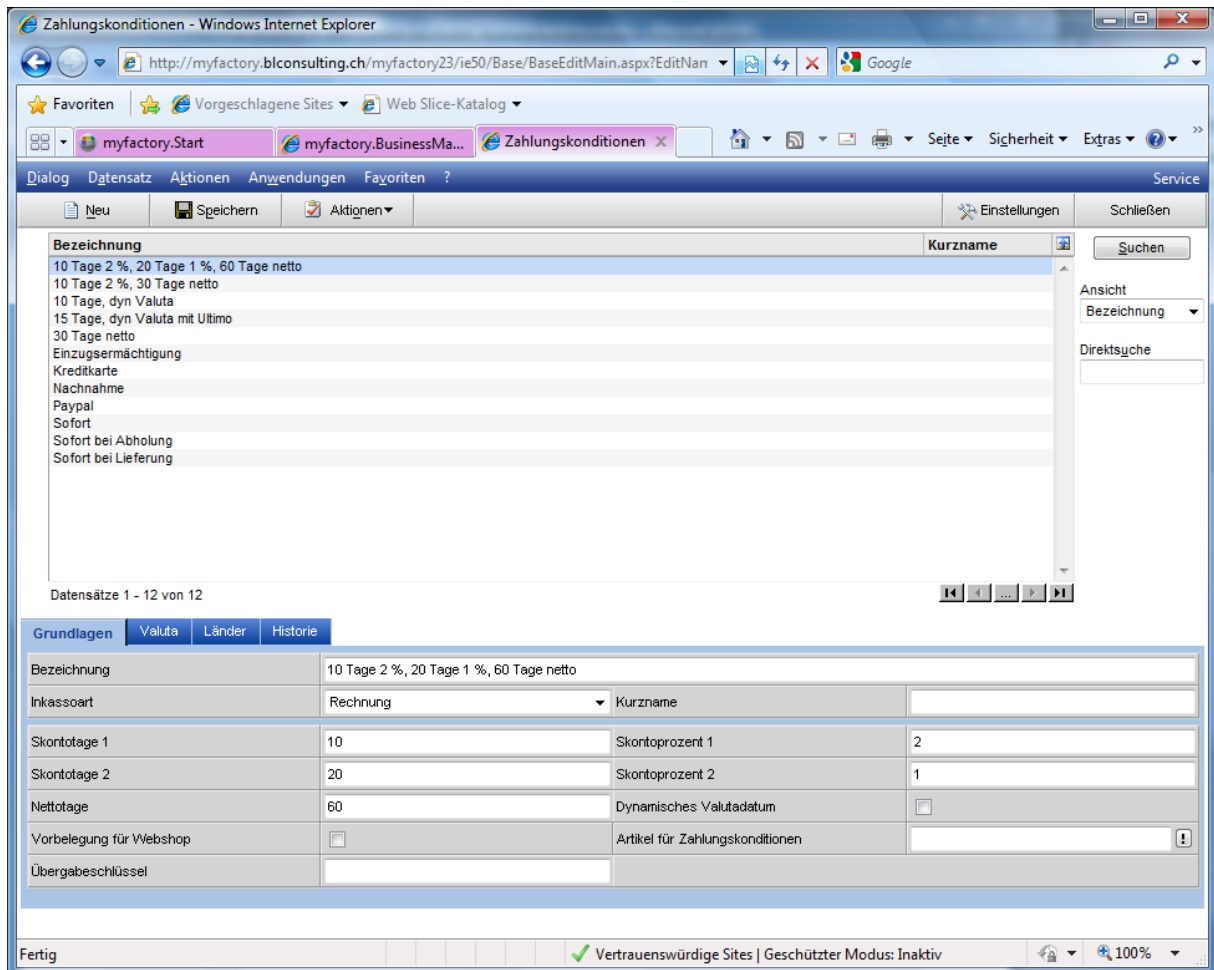 Zahlungskonditionen - Windows Internet Explorer
http://myfactory.blconsulting.ch/myfactory23/ie50/Base/BaseEditMain.aspx?EditNan
Google
Favoriten Vorgeschlagene Sites Web Slice-Katalog
myfactory.Start myfactory.BusinessMa... Zahlungskonditionen X Seite Sicherheit Extras »
Dialog Datensatz Aktionen Anwendungen Favoriten ? Service
Neu Speichern Aktionen Einstellungen Schließen
Bezeichnung Kurzname Suchen
10 Tage 2 %, 20 Tage 1 %, 60 Tage netto
10 Tage 2 %, 30 Tage netto
10 Tage, dyn Valuta
15 Tage, dyn Valuta mit Ultimo
30 Tage netto
Einzugsermächtigung
Kreditkarte
Nachnahme
Paypal
Sofort
Sofort bei Abholung
Sofort bei Lieferung
Ansicht
Bezeichnung
Direktsuche
Datensätze 1 - 12 von 12 ...
Grundlagen Valuta Länder Historie
Bezeichnung 10 Tage 2 %, 20 Tage 1 %, 60 Tage netto
Inkassoart Rechnung Kurzname
Skontotage 1 10 Skontoprozent 1 2
Skontotage 2 20 Skontoprozent 2 1
Nettotage 60 Dynamisches Valutadatum
Vorbelegung für Webshop Artikel für Zahlungskonditionen !
Übergabeschlüssel
Fertig Vertrauenswürdige Sites | Geschützter Modus: Inaktiv 100%